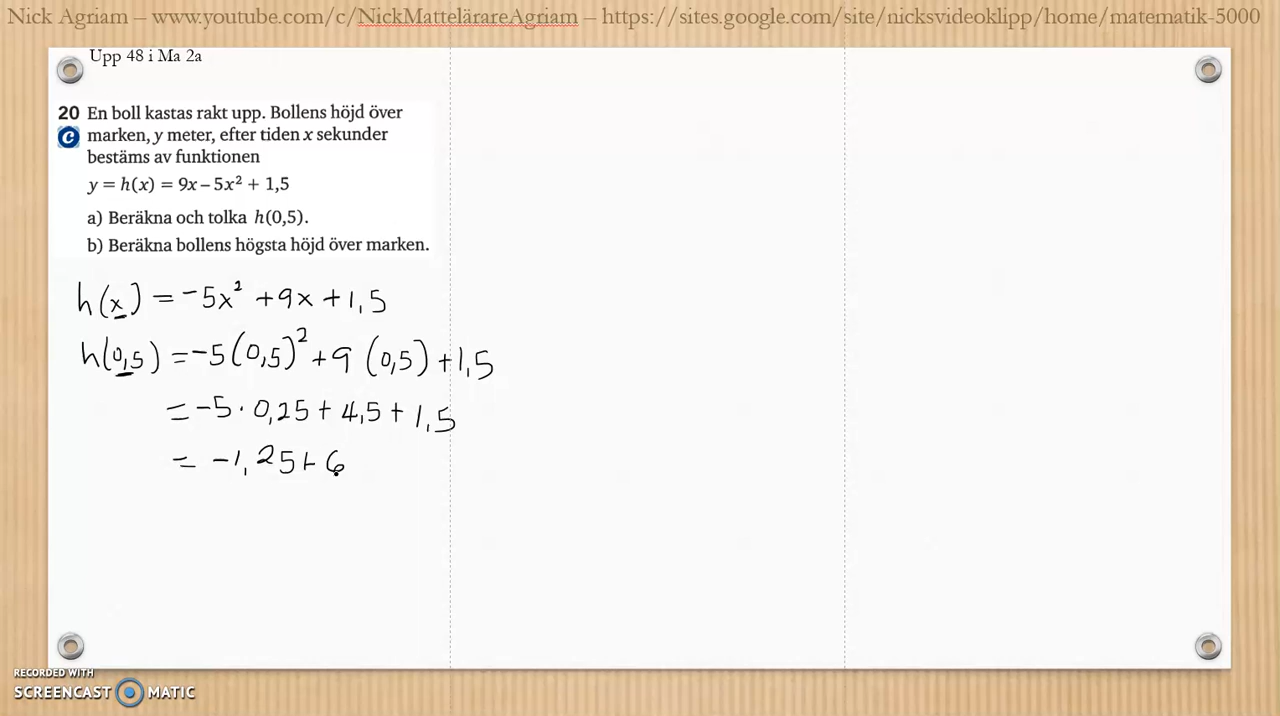 Nick Agriam – www.youtube.com/c/NickMattelärareAgriam – https://sites.google.com/site/nicksvideoklipp/home/matematik-5000
Upp 48 i Ma 2a
20 En boll kastas rakt upp. Bollens höjd över
C marken, y meter, efter tiden x sekunder
bestäms av funktionen
y = h(x) = 9x – 5x² + 1,5
a) Beräkna och tolka h(0,5).
b) Beräkna bollens högsta höjd över marken.
h(x) = -5x² + 9x + 1,5
h(0,5) = -5(0,5)² + 9 (0,5) + 1,5
= -5 · 0,25 + 4,5 + 1,5
= -1,25 + 6
RECORDED WITH
SCREENCAST MATIC